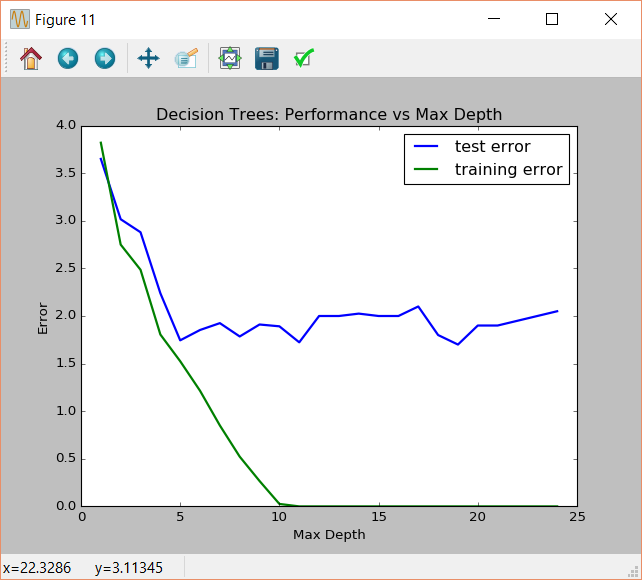 Figure 11
Decision Trees: Performance vs Max Depth
4.0
3.5
3.0
2.5
2.0
1.5
1.0
0.5
0.0
Error
test error
training error
0 5 10 15 20 25
Max Depth
x=22.3286 y=3.11345